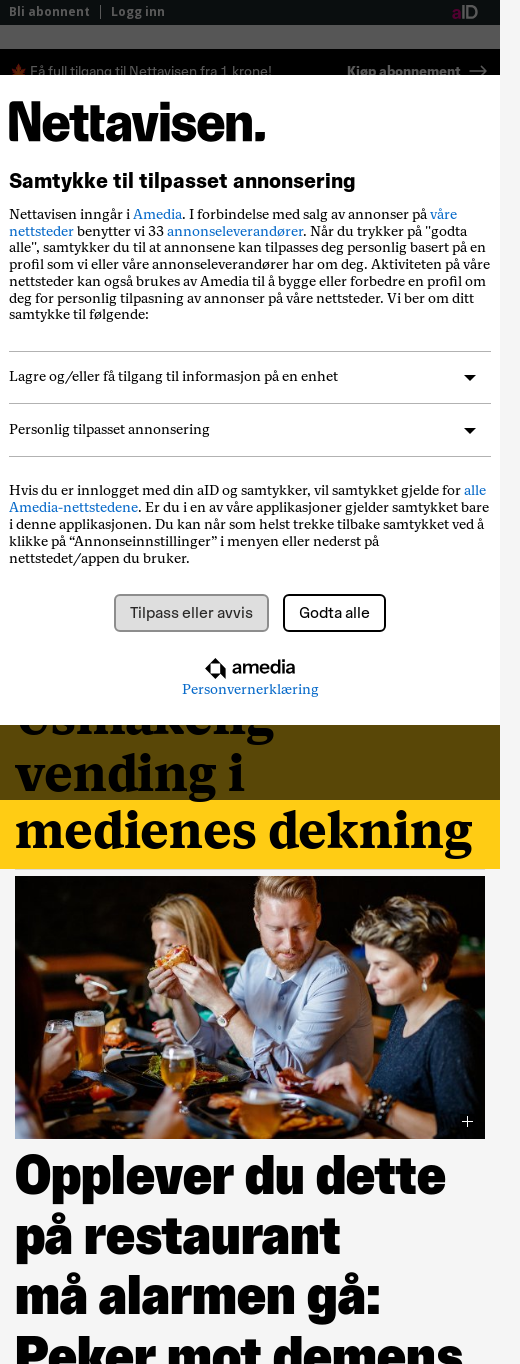 Bli abonnent | Logg inn
aID
🍁 Få full tilgang til Nettavisen fra 1 krone!
Kjøp abonnement
Nettavisen.
Samtykke til tilpasset annonsering
Nettavisen inngår i Amedia. I forbindelse med salg av annonser på våre
nettsteder benytter vi 33 annonseleverandører. Når du trykker på "godta
alle", samtykker du til at annonsene kan tilpasses deg personlig basert på en
profil som vi eller våre annonseleverandører har om deg. Aktiviteten på våre
nettsteder kan også brukes av Amedia til å bygge eller forbedre en profil om
deg for personlig tilpasning av annonser på våre nettsteder. Vi ber om ditt
samtykke til følgende:
Lagre og/eller få tilgang til informasjon på en enhet
Personlig tilpasset annonsering
Hvis du er innlogget med din aID og samtykker, vil samtykket gjelde for alle
Amedia-nettstedene. Er du i en av våre applikasjoner gjelder samtykket bare
i denne applikasjonen. Du kan når som helst trekke tilbake samtykket ved å
klikke på “Annonseinnstillinger” i menyen eller nederst på
nettstedet/appen du bruker.
Tilpass eller avvis
Godta alle
amedia
Personvernerklæring
Usmakelig
vending i
medienes dekning
Opplever du dette
på restaurant
må alarmen gå:
Peker mot demens